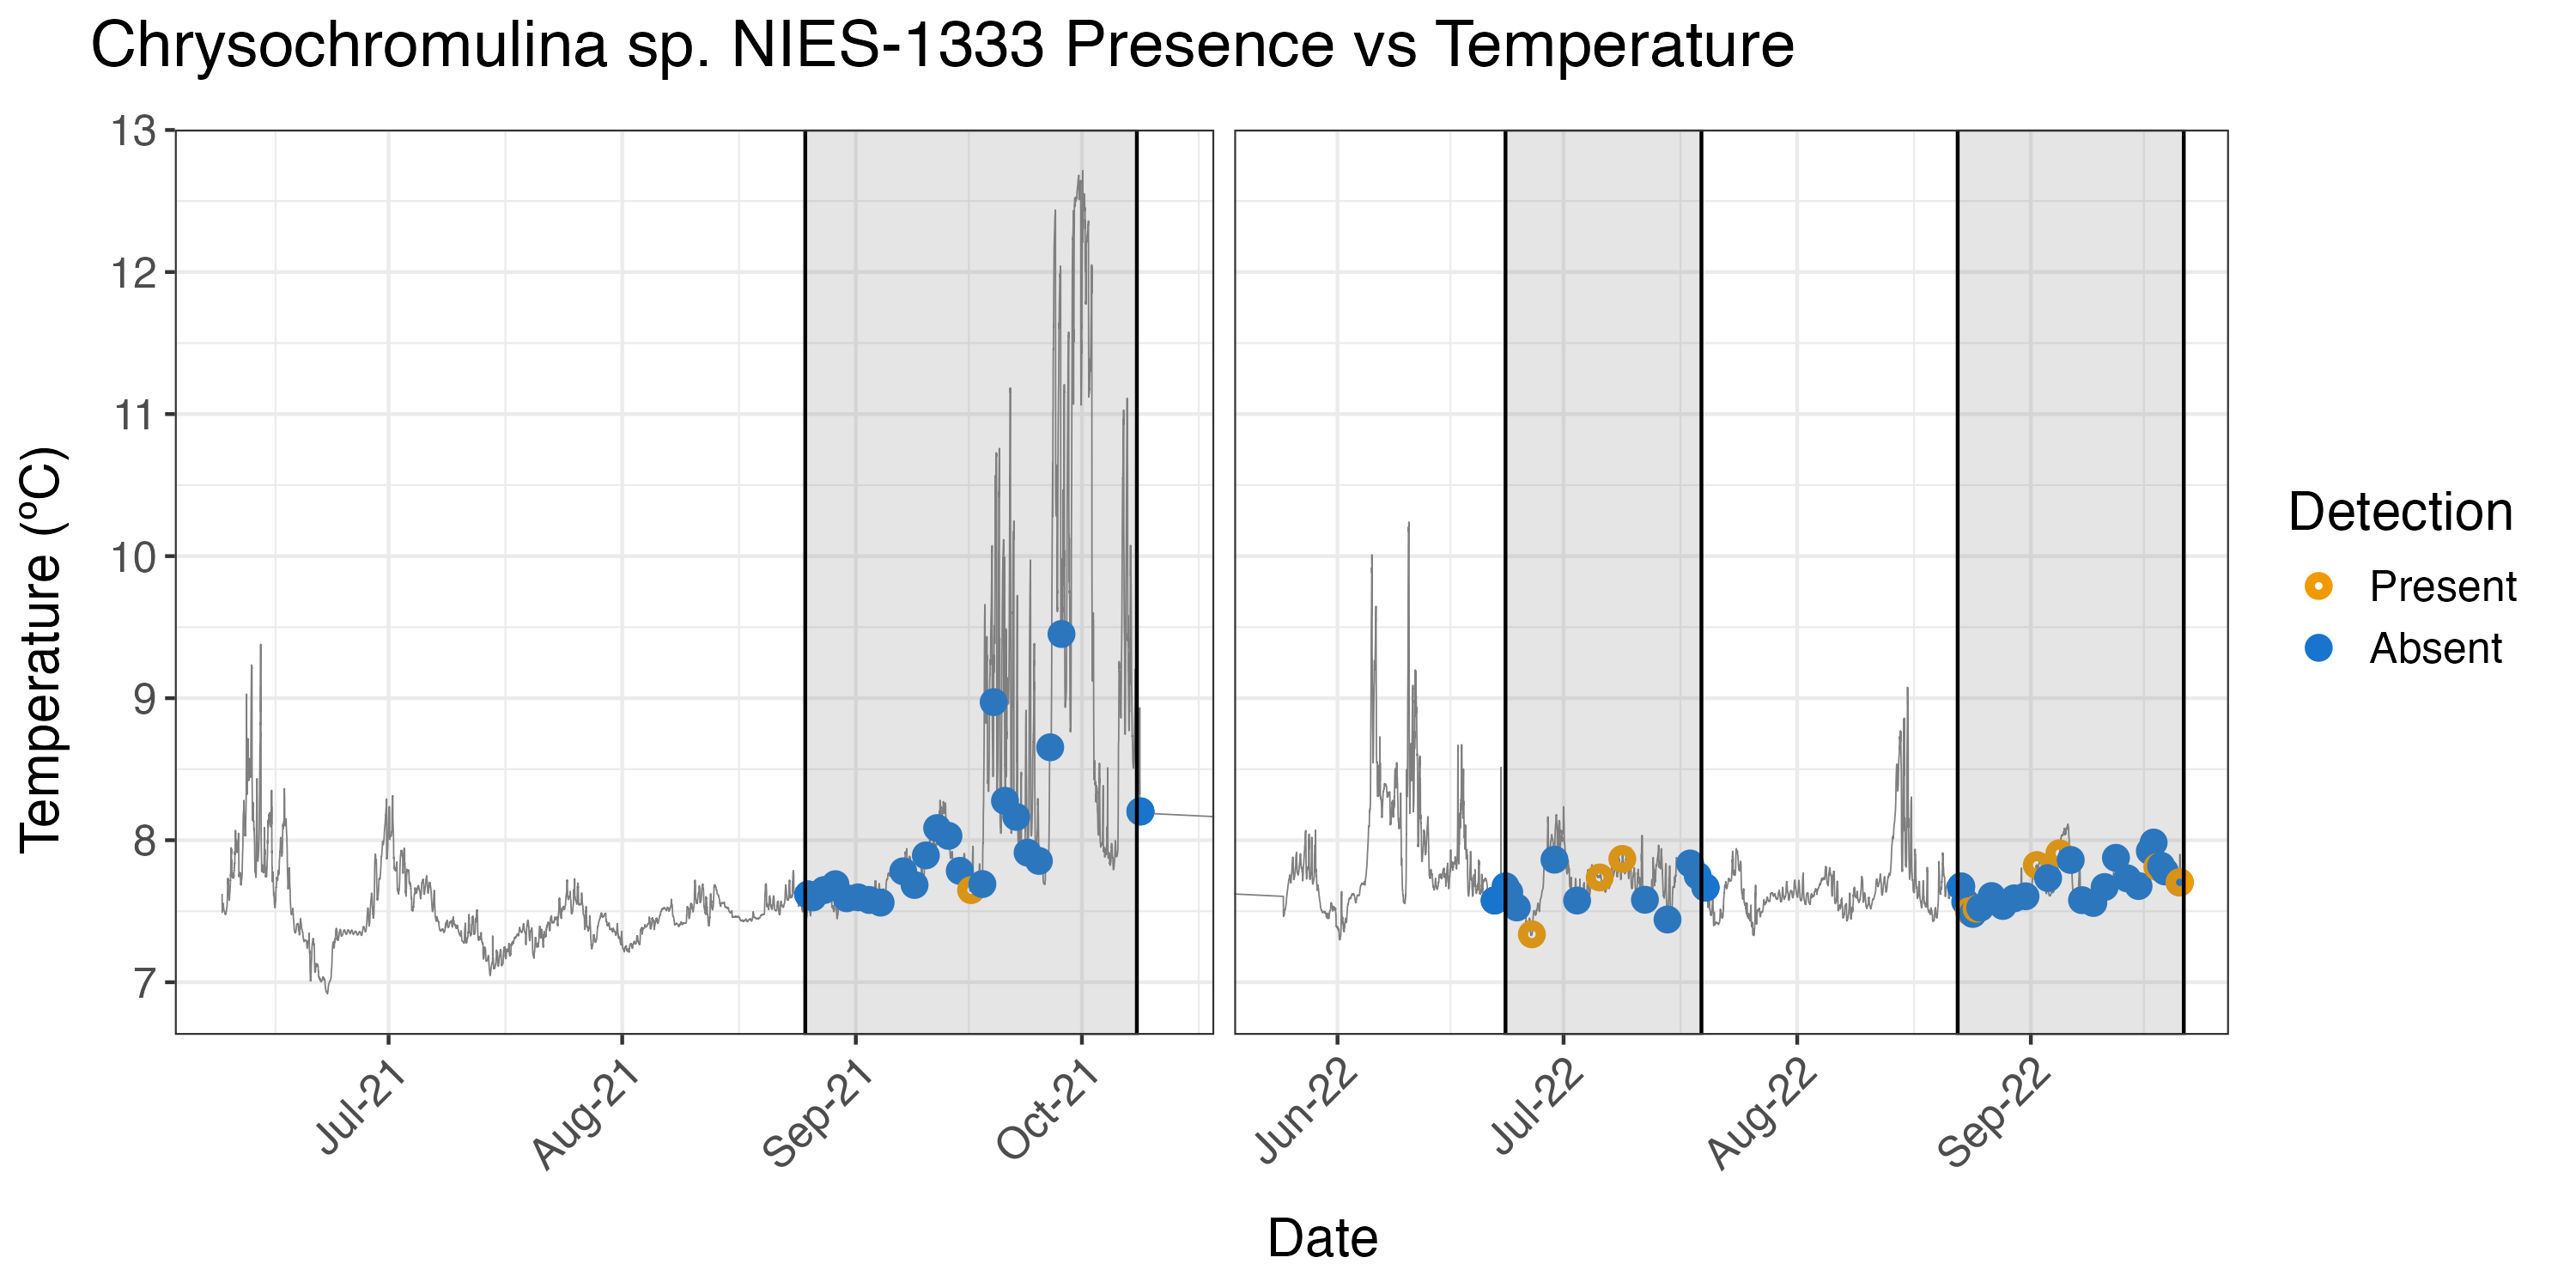 Chrysochromulina sp. NIES-1333 Presence vs Temperature
13
12
11
10
9
8
7
Temperature (ºC)
Jul-21
Aug-21
Sep-21
Oct-21
Jun-22
Jul-22
Aug-22
Sep-22
Date
Detection
Present
Absent